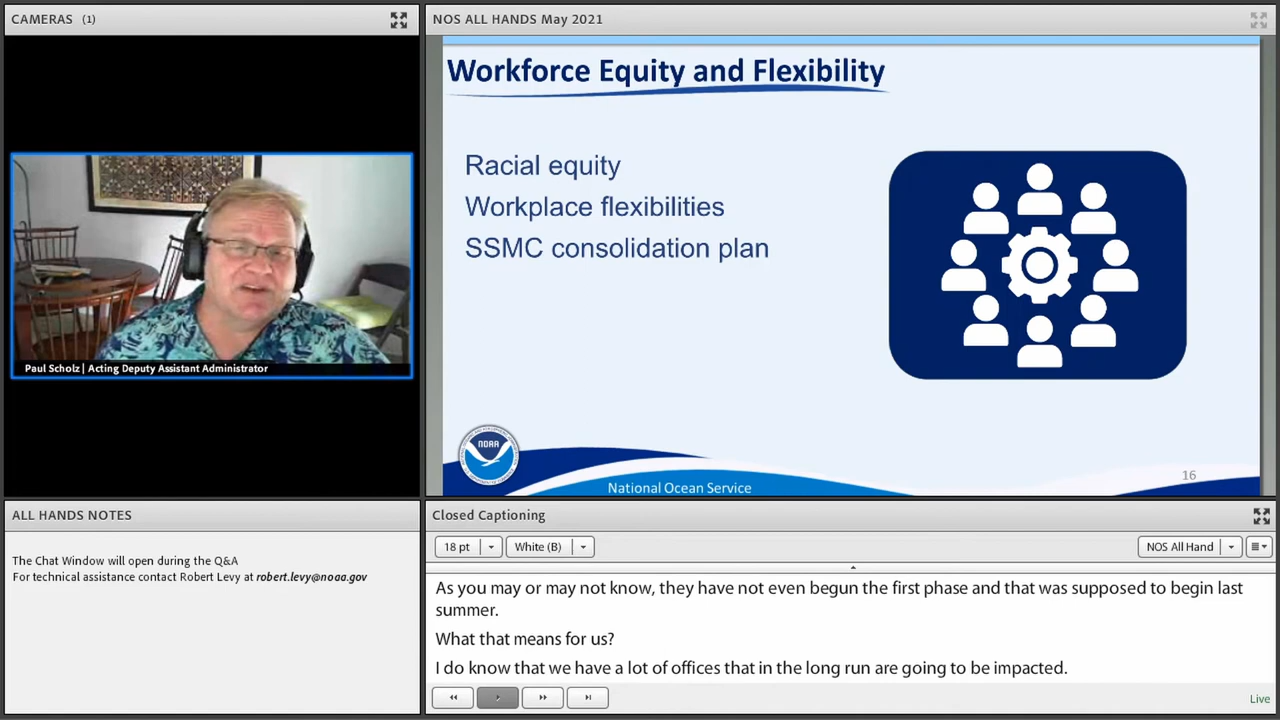 CAMERAS (1)
Paul Scholz | Acting Deputy Assistant Administrator
NOS ALL HANDS May 2021
Workforce Equity and Flexibility
Racial equity
Workplace flexibilities
SSMC consolidation plan
NOAA
National Ocean Service
16
ALL HANDS NOTES
The Chat Window will open during the Q&A
For technical assistance contact Robert Levy at robert.levy@noaa.gov
Closed Captioning
18 pt
White (B)
NOS All Hand
As you may or may not know, they have not even begun the first phase and that was supposed to begin last
summer.
What that means for us?
I do know that we have a lot of offices that in the long run are going to be impacted.
Live